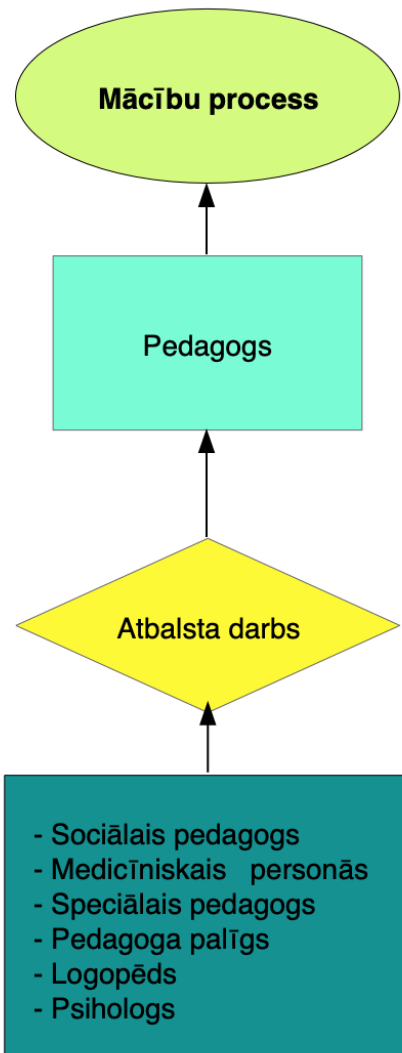 Mācību process
Pedagogs
Atbalsta darbs
- Sociālais pedagogs
- Medicīniskais personās
- Speciālais pedagogs
- Pedagoga palīgs
- Logopēds
- Psihologs